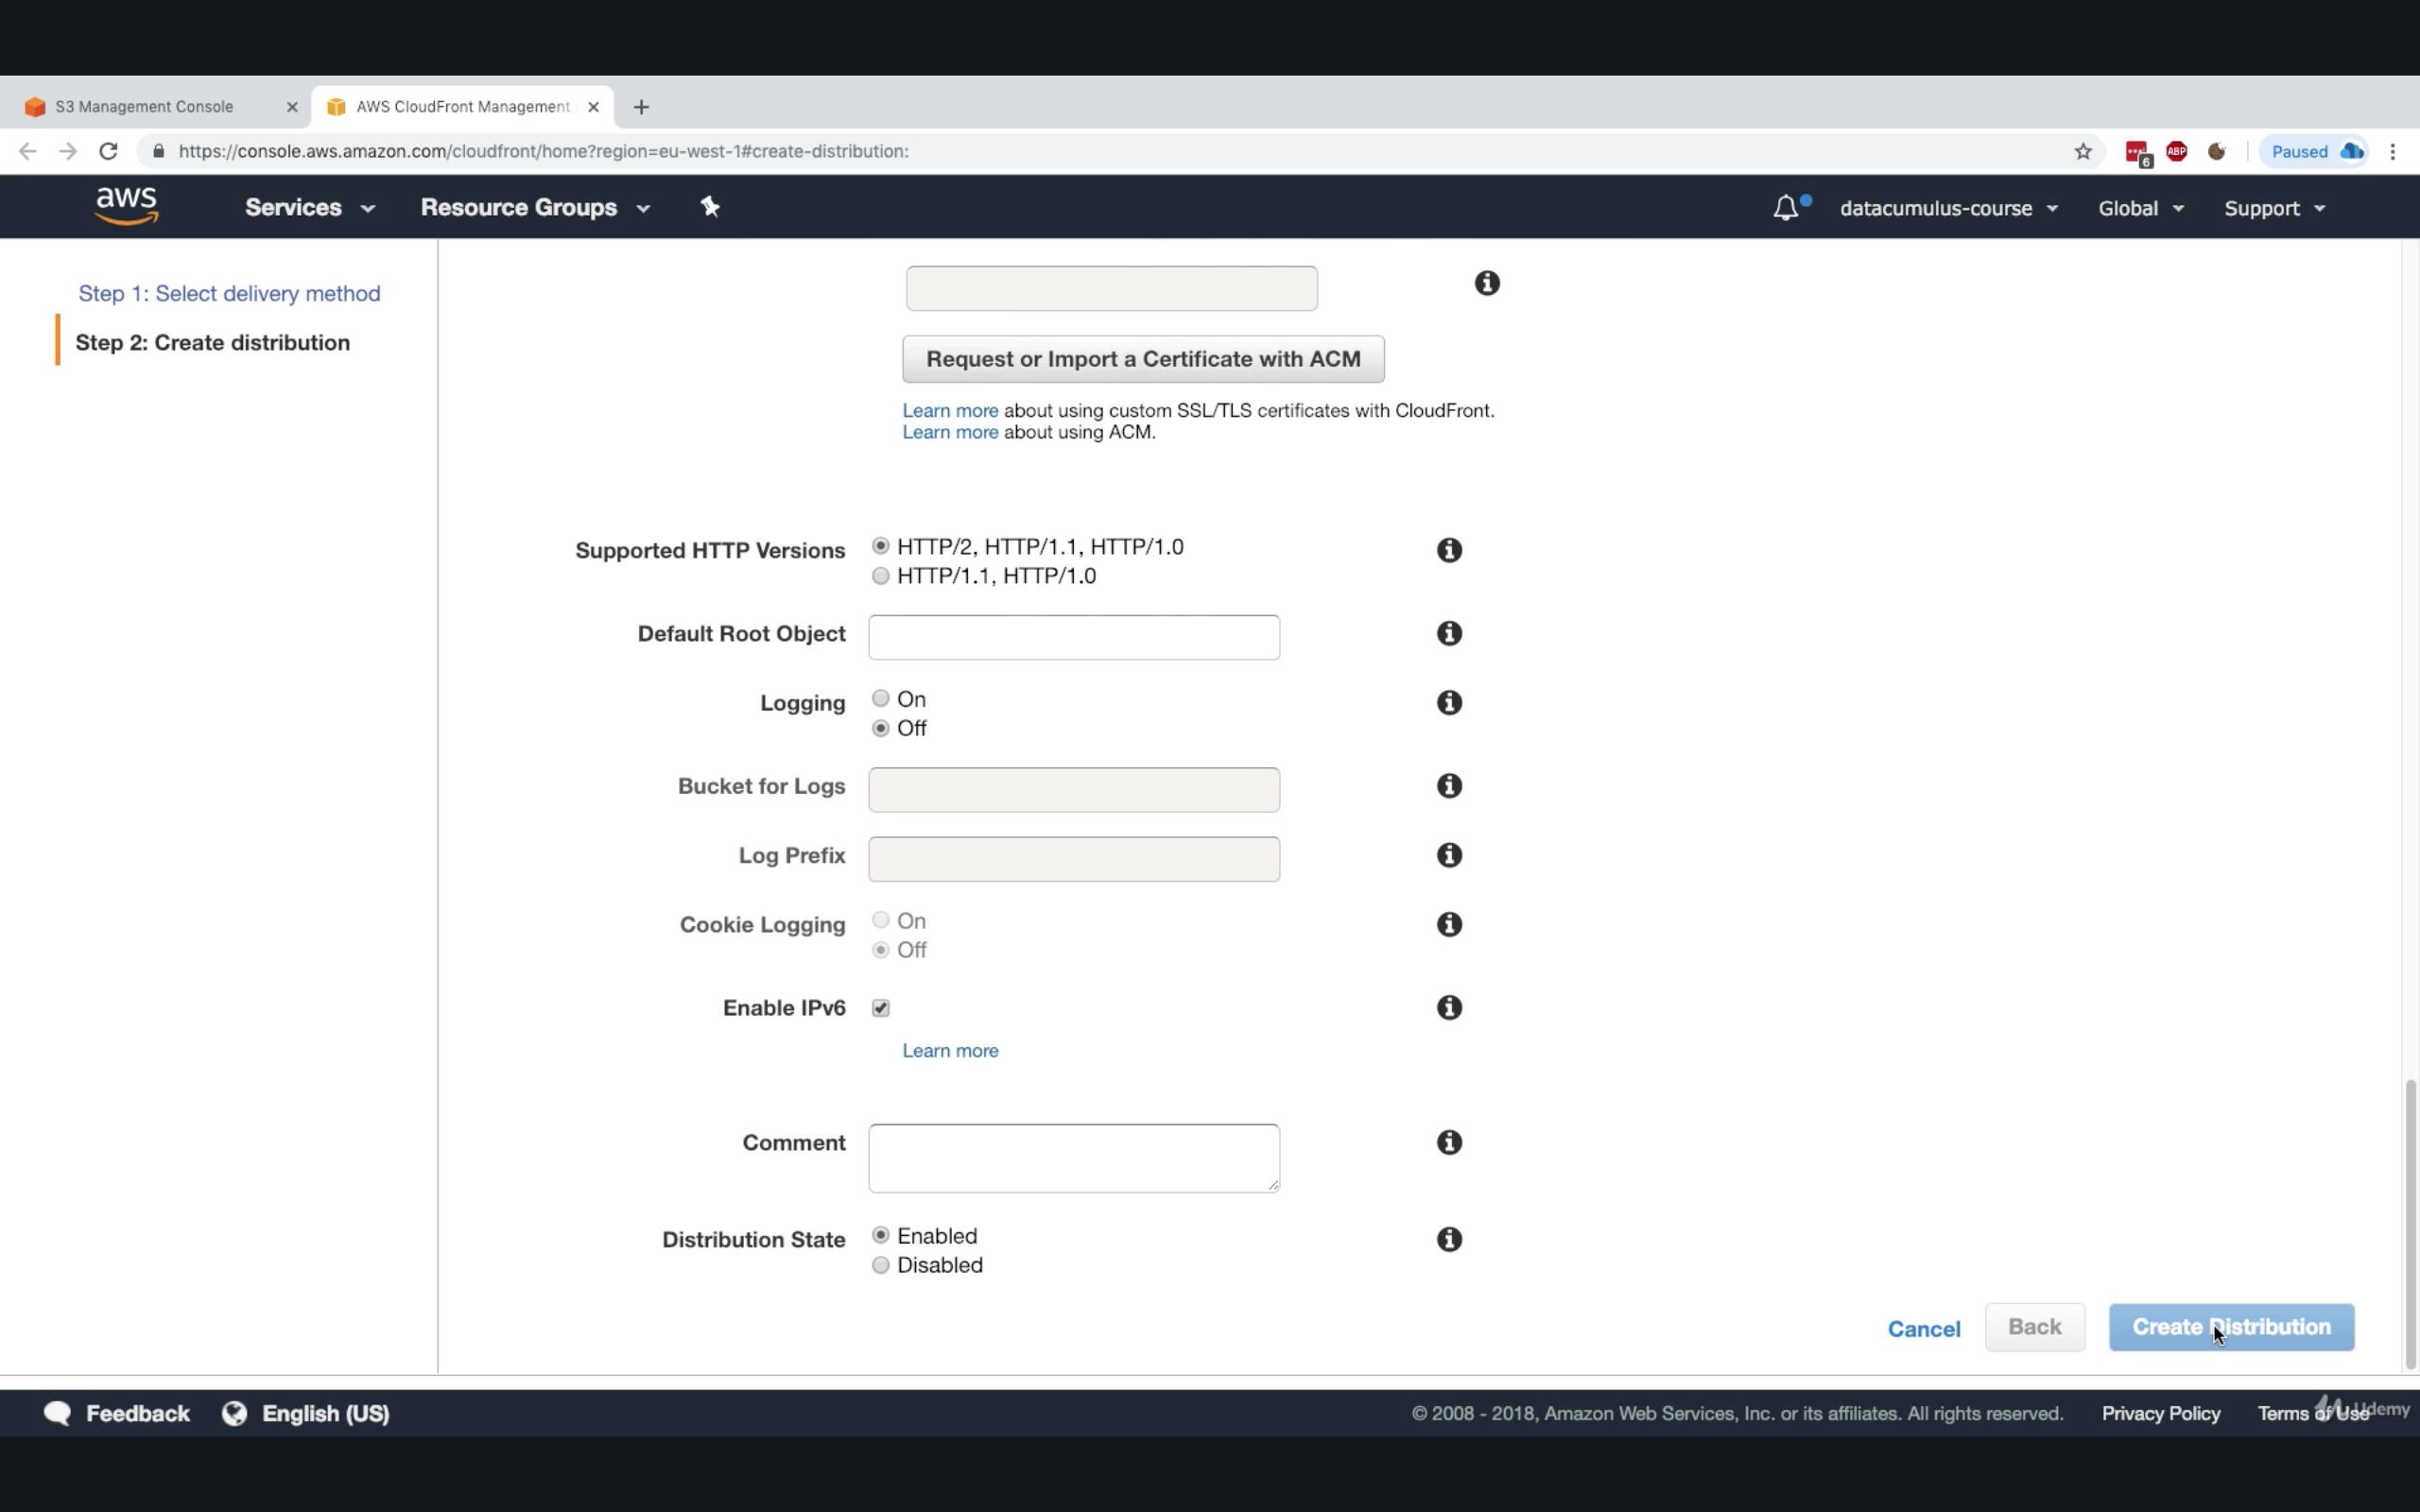 S3 Management Console
AWS CloudFront Management
https://console.aws.amazon.com/cloudfront/home?region=eu-west-1#create-distribution:
6
ABP
Paused
aws
Services
Resource Groups
datacumulus-course
Global
Support
Step 1: Select delivery method
Step 2: Create distribution
Request or Import a Certificate with ACM
Learn more about using custom SSL/TLS certificates with CloudFront.
Learn more about using ACM.
Supported HTTP Versions
HTTP/2, HTTP/1.1, HTTP/1.0
HTTP/1.1, HTTP/1.0
Default Root Object
Logging
On
Off
Bucket for Logs
Log Prefix
Cookie Logging
On
Off
Enable IPv6
Learn more
Comment
Distribution State
Enabled
Disabled
Cancel
Back
Create Distribution
Feedback
English (US)
© 2008 - 2018, Amazon Web Services, Inc. or its affiliates. All rights reserved.
Privacy Policy
Terms of Use
Udemy